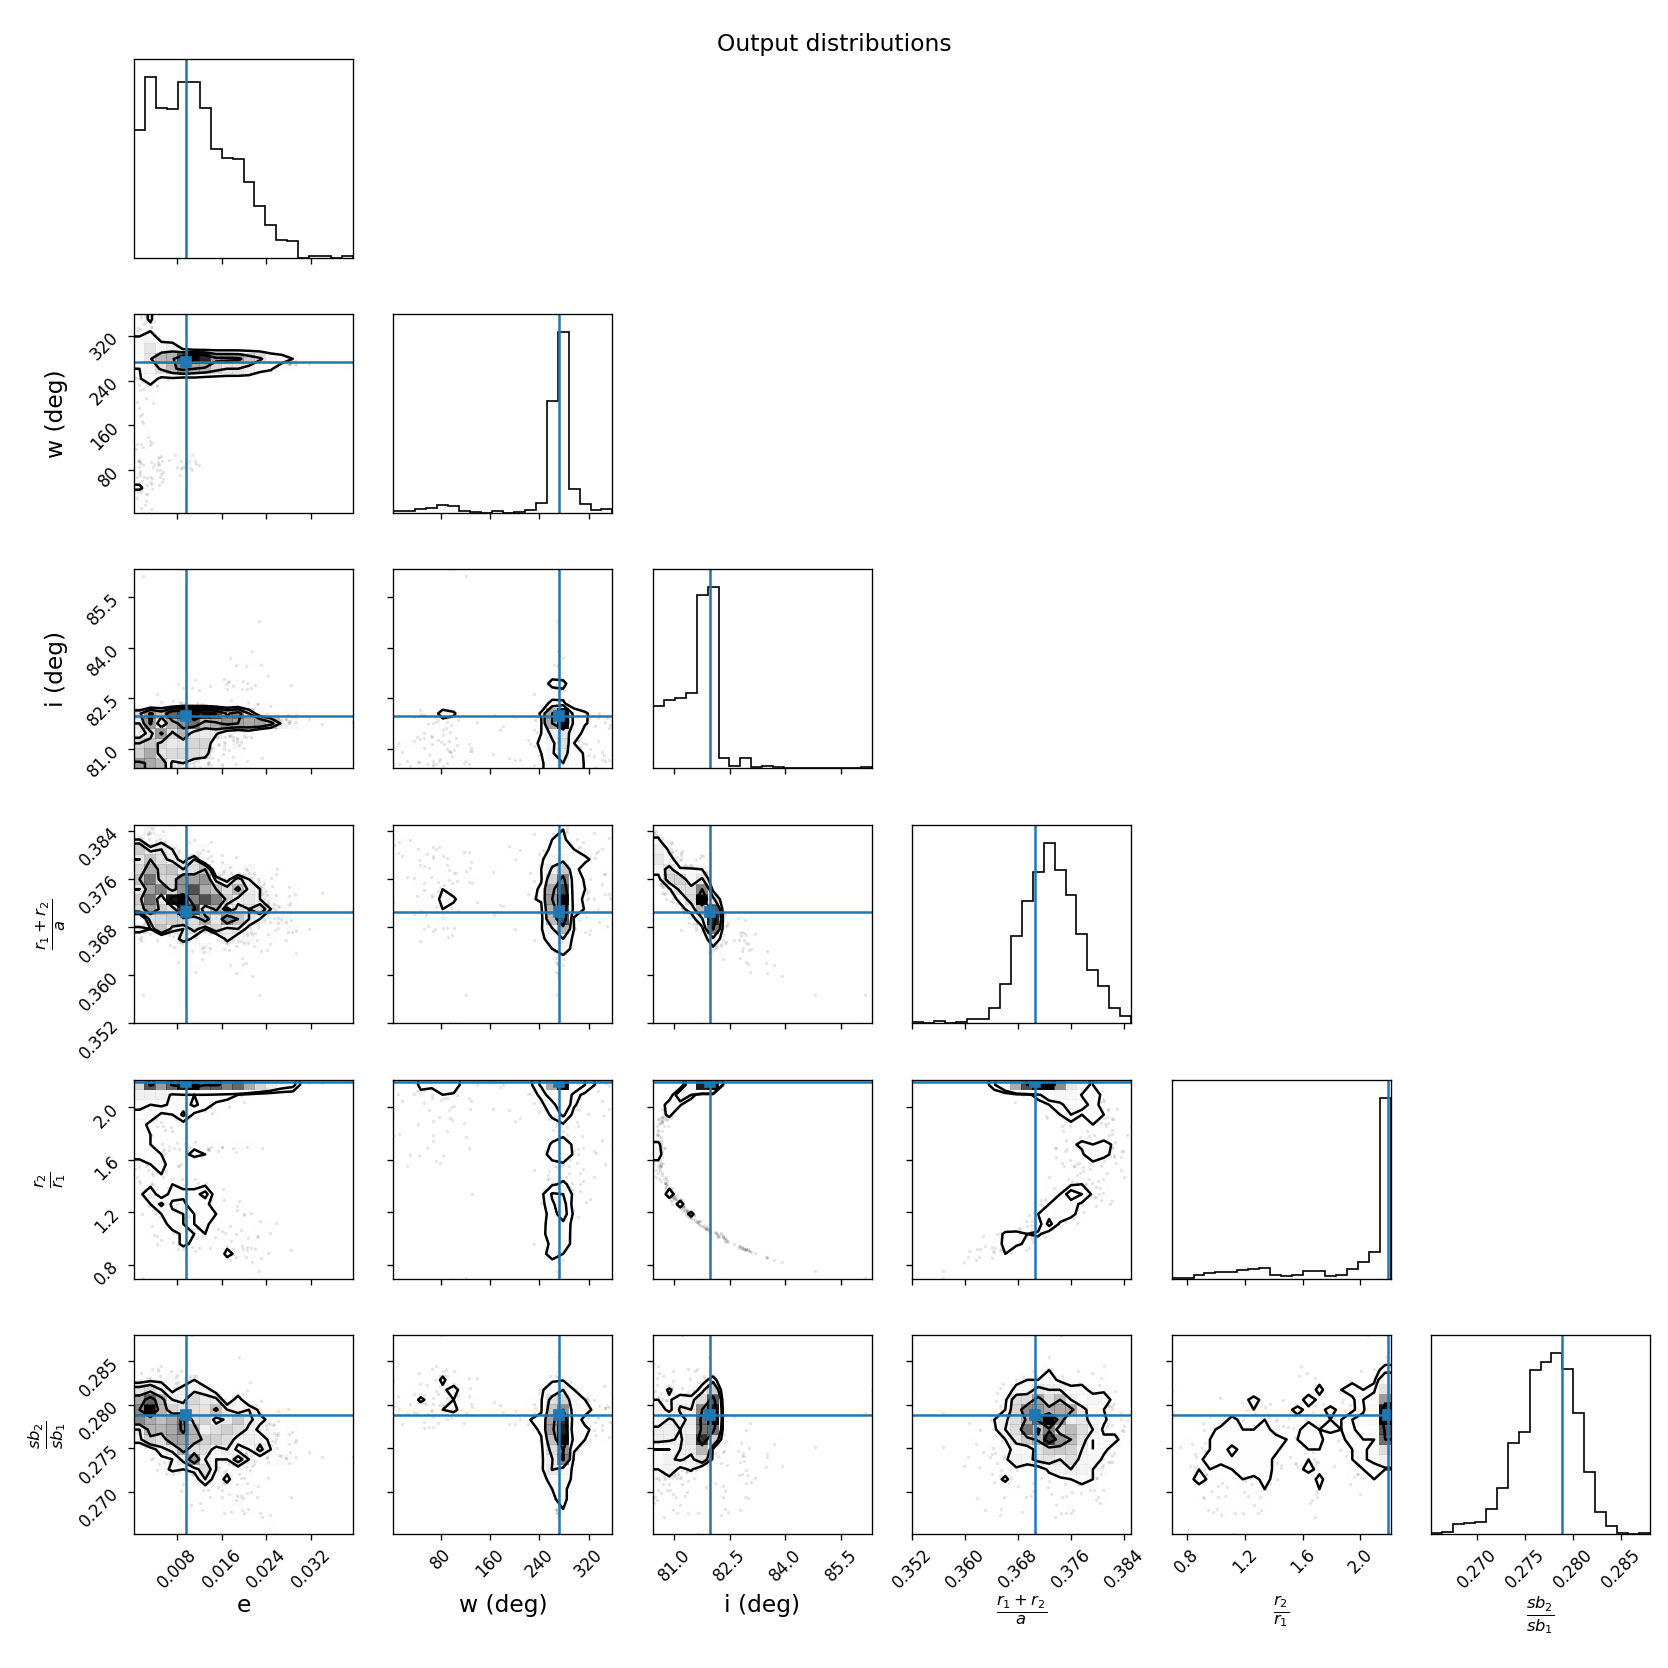 Output distributions
w (deg)
320
240
160
80
i (deg)
85.5
84.0
82.5
81.0
r₁ + r₂
a
0.384
0.376
0.368
0.360
0.352
r₂
r₁
2.0
1.6
1.2
0.8
sb₂
sb₁
0.285
0.280
0.275
0.270
0.008 0.016 0.024 0.032
80 160 240 320
81.0 82.5 84.0 85.5
0.352 0.360 0.368 0.376 0.384
0.8 1.2 1.6 2.0
0.270 0.275 0.280 0.285
e
w (deg)
i (deg)
r₁ + r₂
a
r₂
r₁
sb₂
sb₁